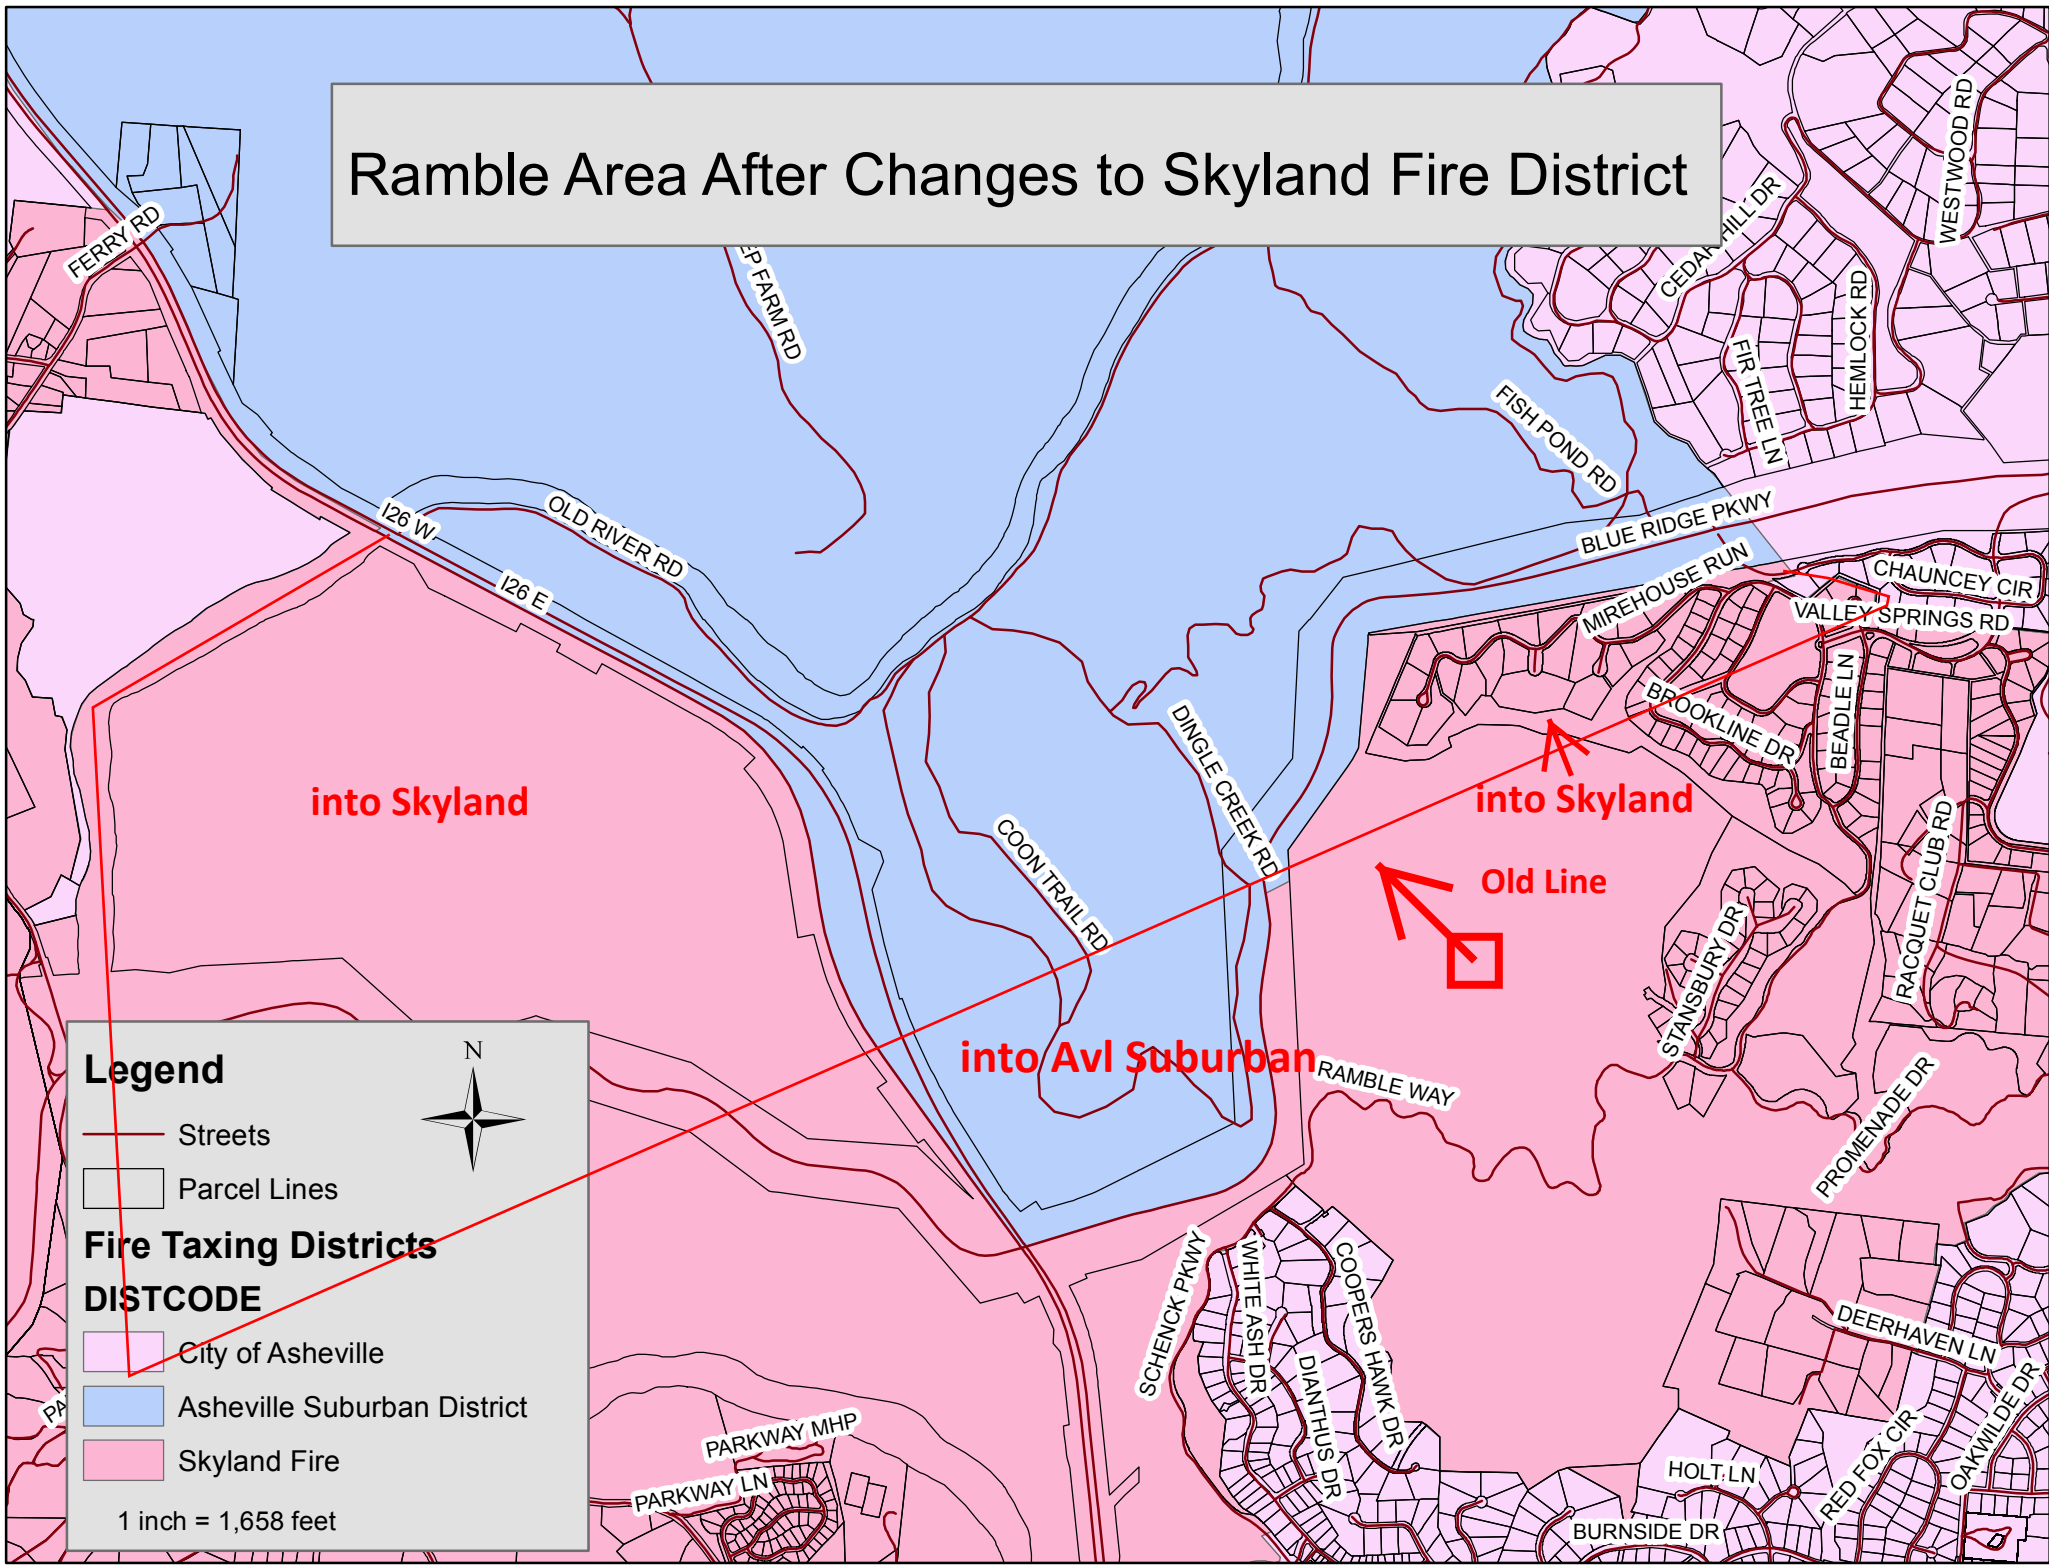 Ramble Area After Changes to Skyland Fire District
WESTWOOD RD
CEDAR HILL DR
FERRY RD
EP FARM RD
HEMLOCK RD
FIR TREE LN
FISH POND RD
I26 W
OLD RIVER RD
BLUE RIDGE PKWY
I26 E
MIREHOUSE RUN
CHAUNCEY CIR
VALLEY SPRINGS RD
BROOKLINE DR
BEADLE LN
DINGLE CREEK RD
into Skyland
into Skyland
COON TRAIL RD
RACQUET CLUB RD
Old Line
STANSBURY DR
into Avl Suburban
RAMBLE WAY
PROMENADE DR
Legend
N
Streets
Parcel Lines
Fire Taxing Districts
DISTCODE
City of Asheville
Asheville Suburban District
Skyland Fire
1 inch = 1,658 feet
SCHENCK PKWY
WHITE ASH DR
COOPERS HAWK DR
DIANTHUS DR
DEERHAVEN LN
OAKWILDE DR
RED FOX CIR
HOLT LN
BURNSIDE DR
PARKWAY MHP
PARKWAY LN
PA